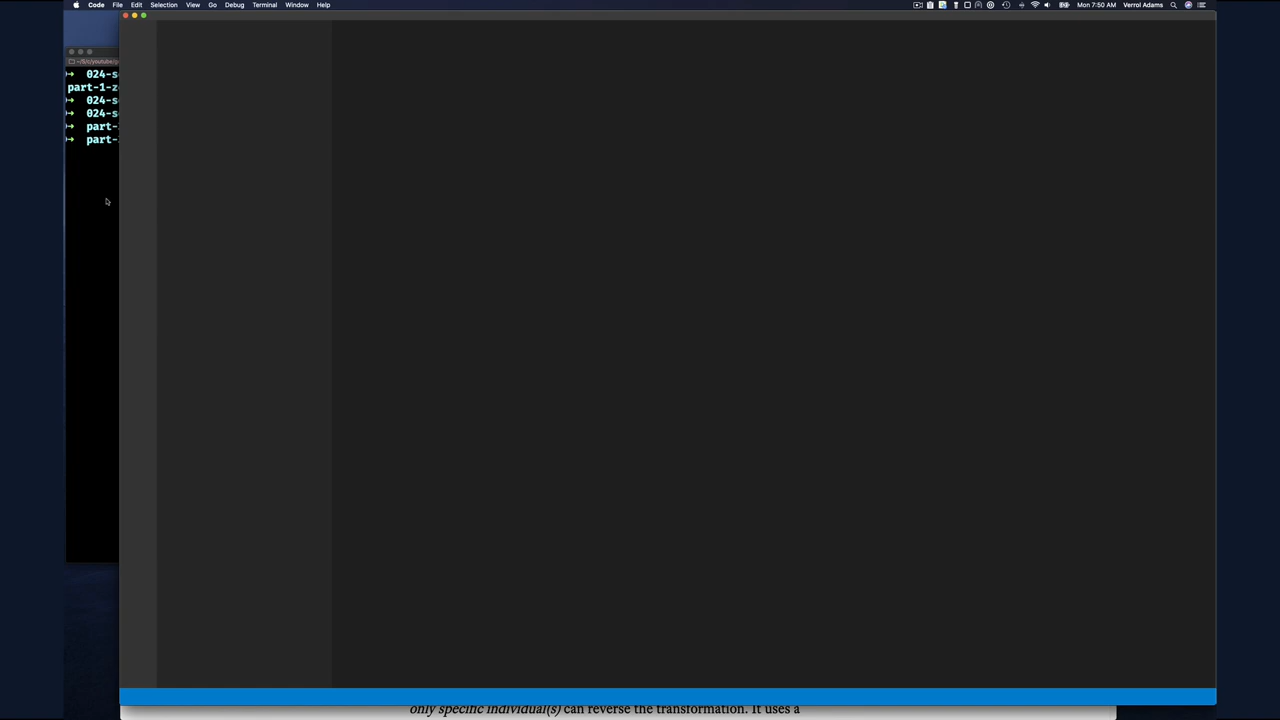 Code File Edit Selection View Go Debug Terminal Window Help
Mon 7:50 AM Verrol Adams
024-s
part-1-z
024-s
024-s
part-
part-
only specific individual(s) can reverse the transformation. It uses a